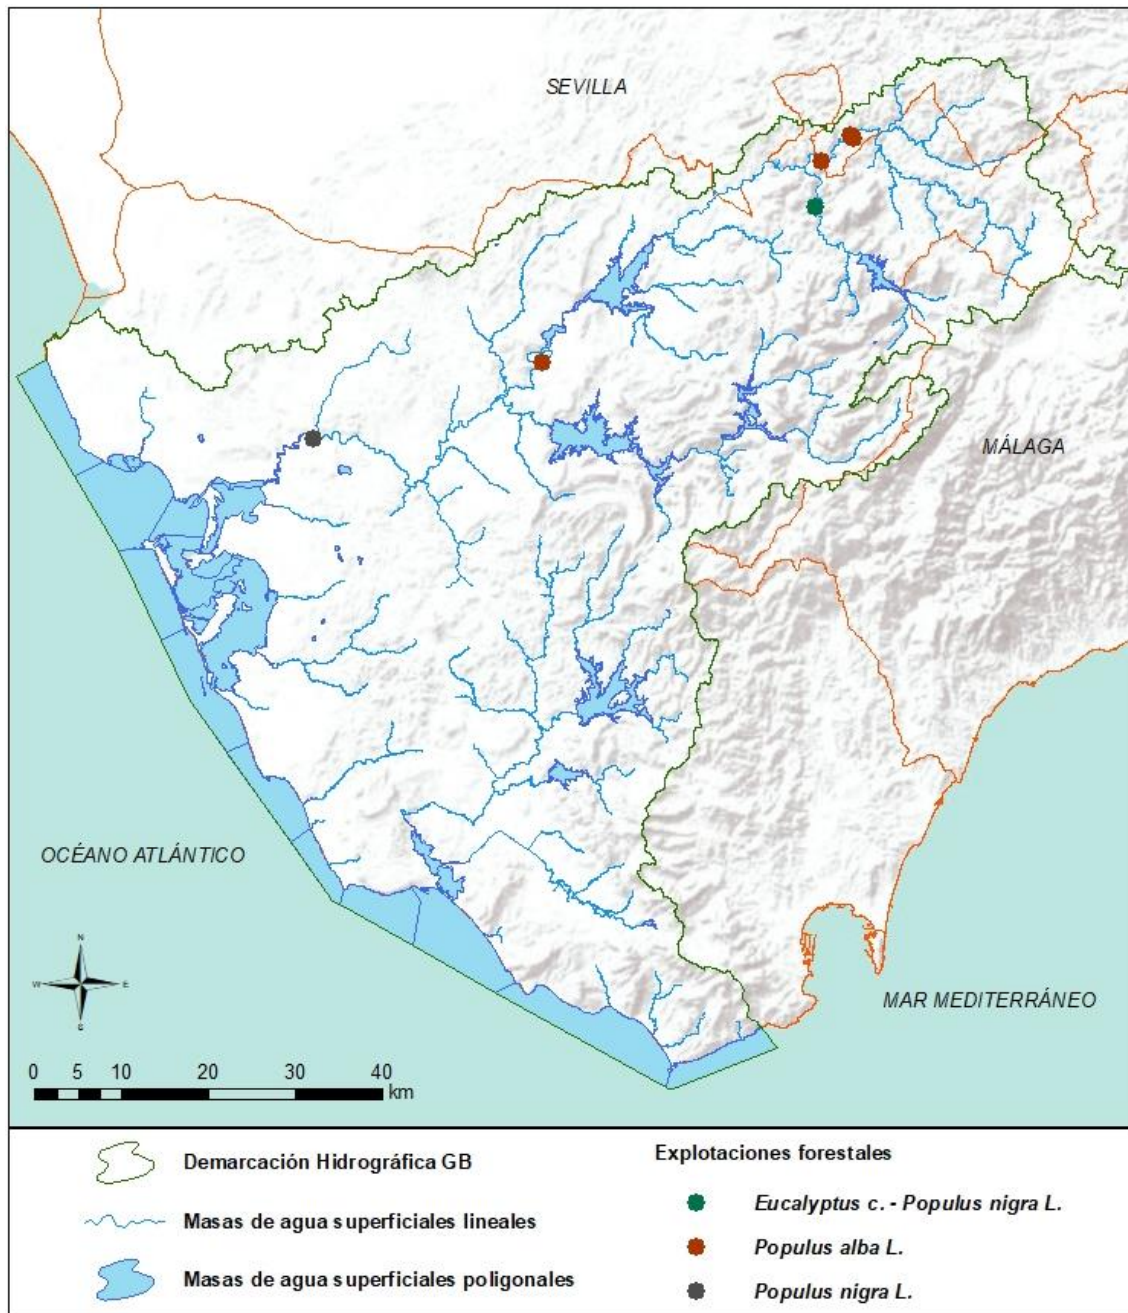 SEVILLA
MÁLAGA
OCÉANO ATLÁNTICO
N
W E
S
MAR MEDITERRÁNEO
0 5 10 20 30 40
km
Demarcación Hidrográfica GB
Masas de agua superficiales lineales
Masas de agua superficiales poligonales
Explotaciones forestales
Eucalyptus c. - Populus nigra L.
Populus alba L.
Populus nigra L.